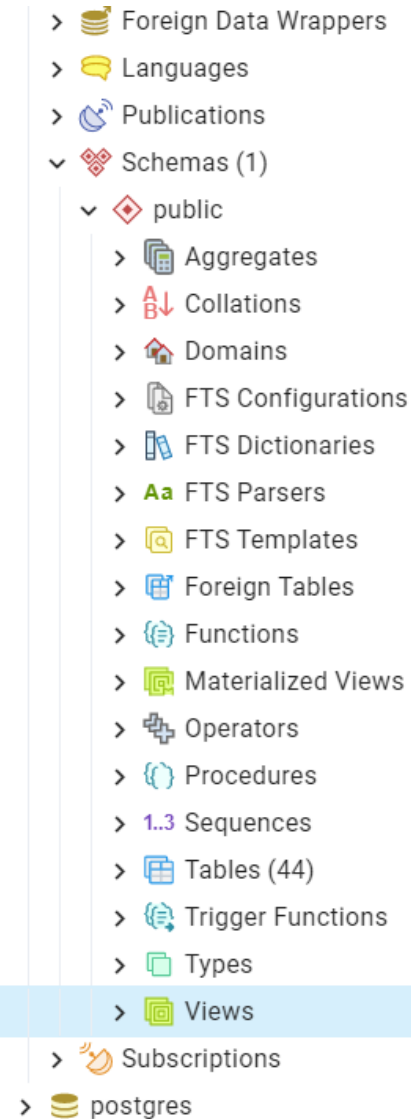 Foreign Data Wrappers
Languages
Publications
Schemas (1)
public
Aggregates
A
B Collations
Domains
FTS Configurations
FTS Dictionaries
Aa FTS Parsers
FTS Templates
Foreign Tables
Functions
Materialized Views
Operators
Procedures
1..3 Sequences
Tables (44)
Trigger Functions
Types
Views
Subscriptions
postgres